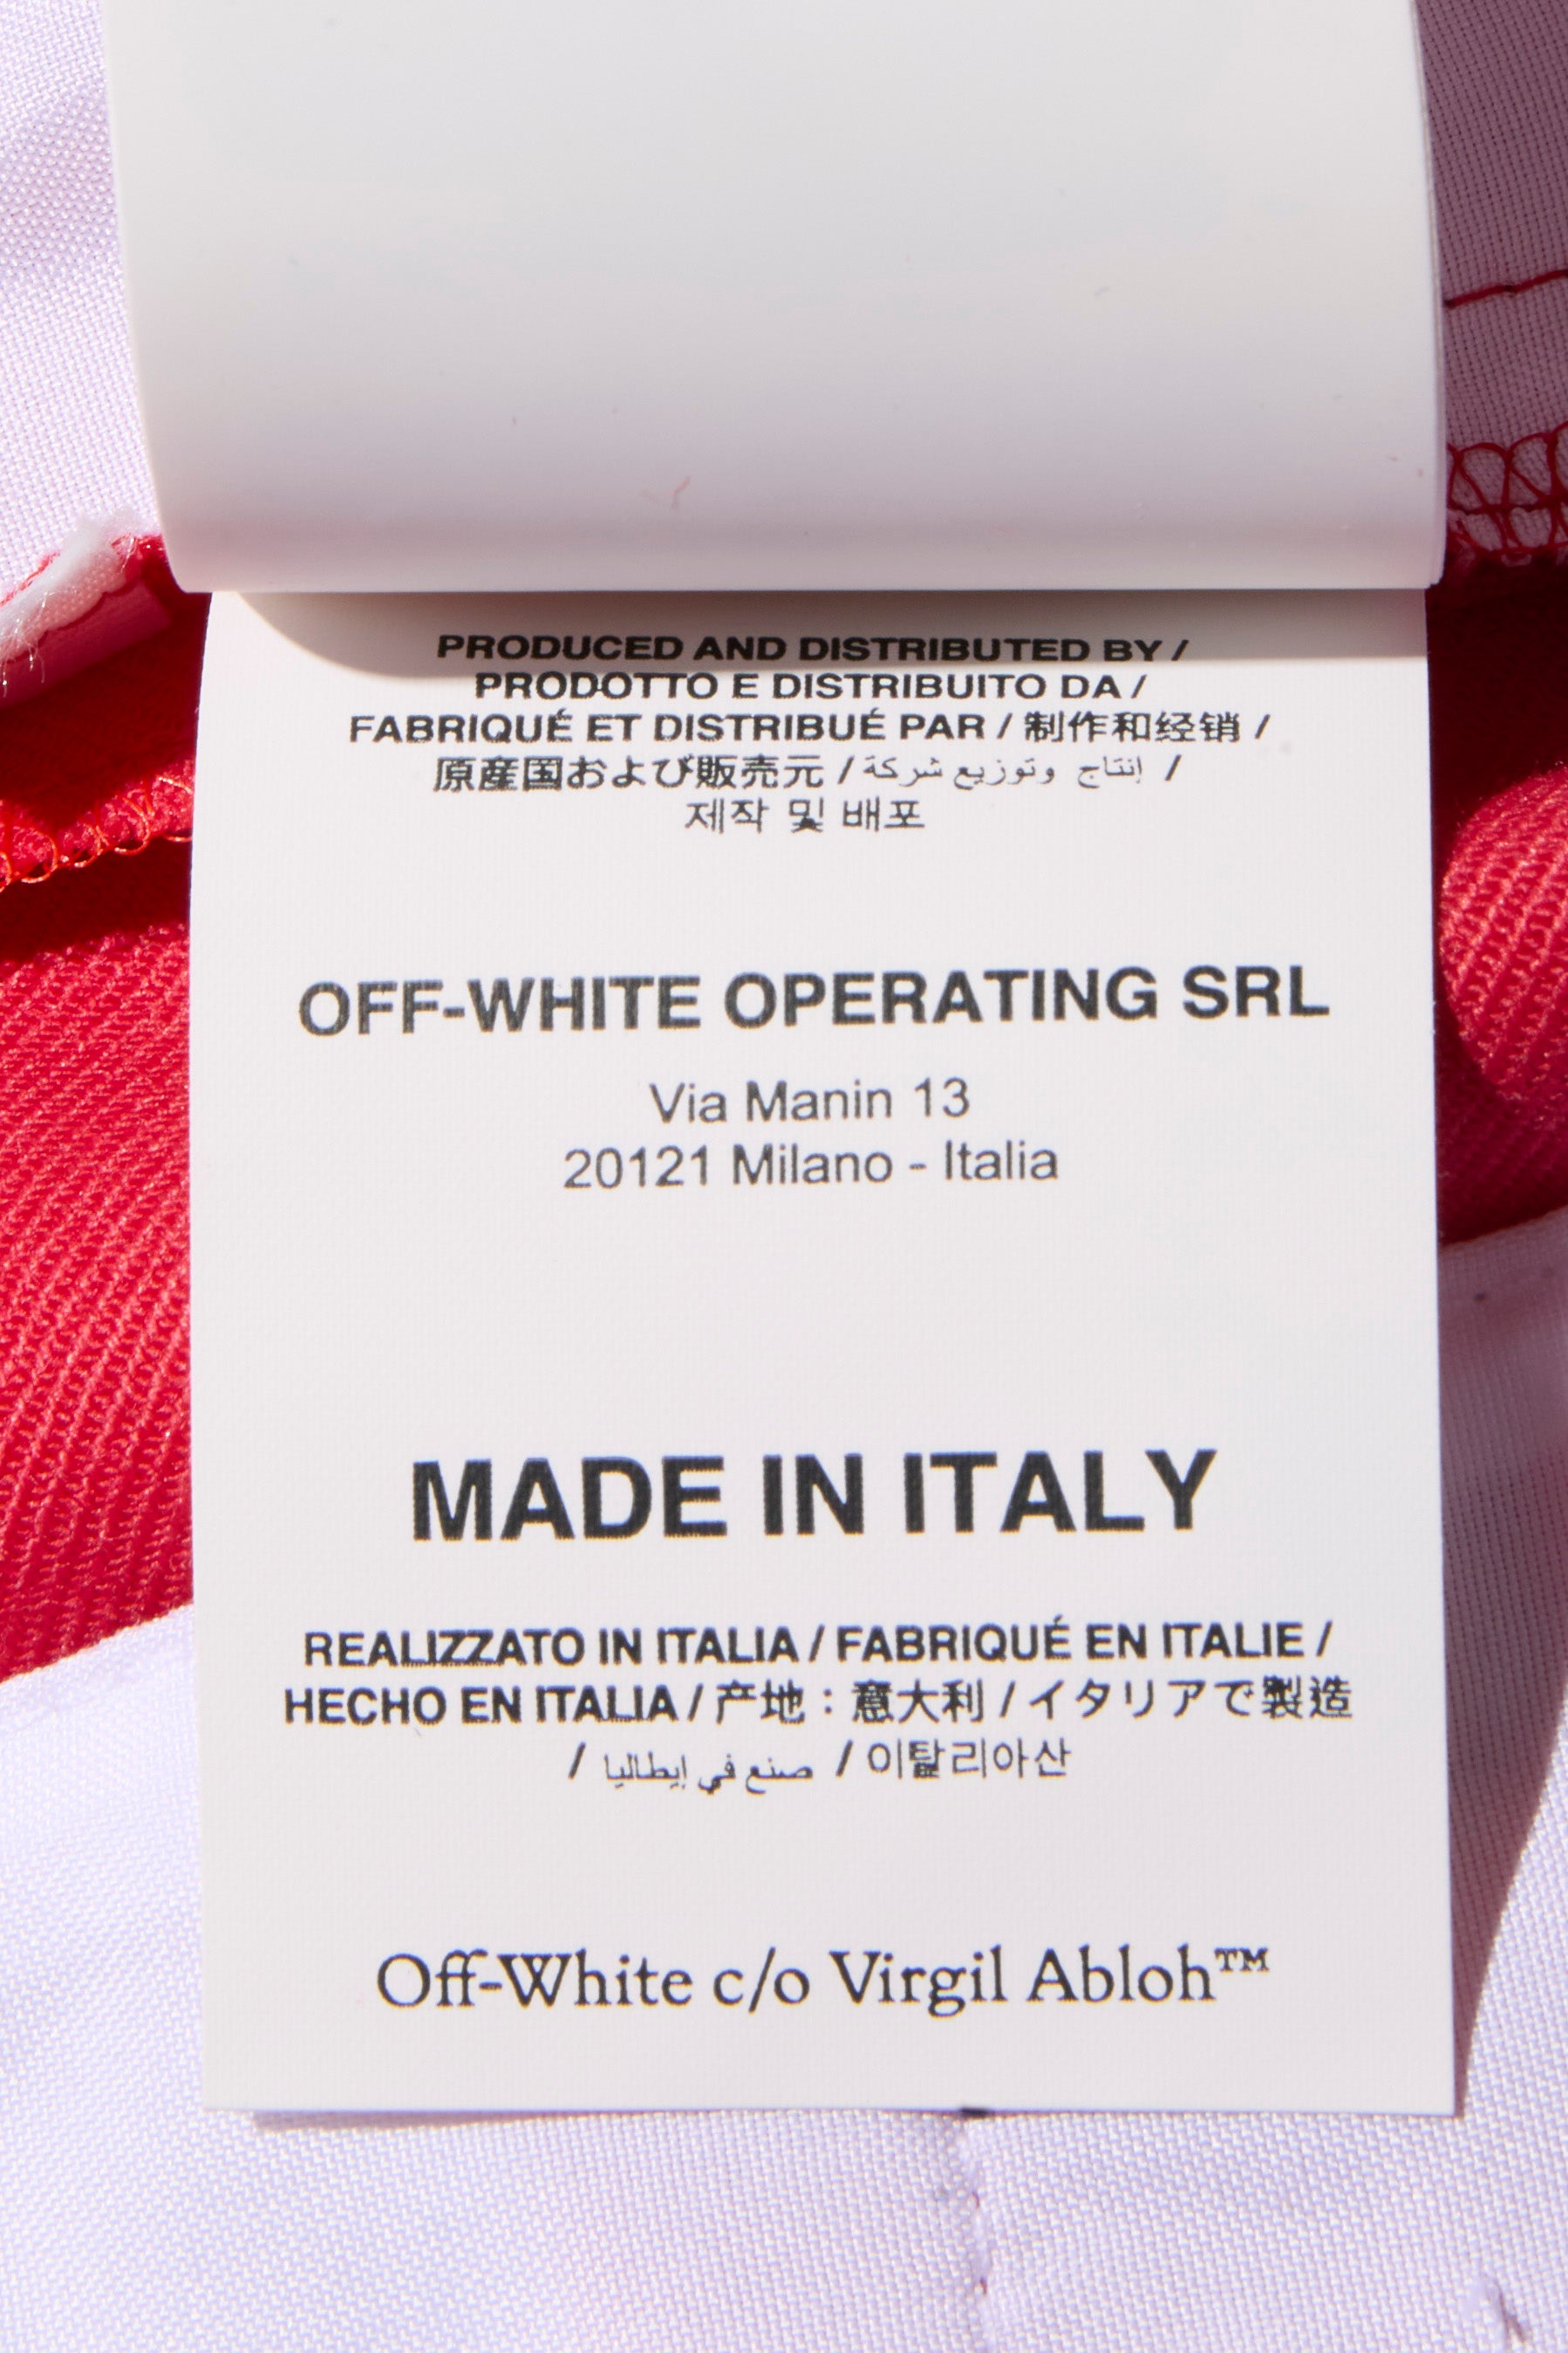 PRODUCED AND DISTRIBUTED BY /
PRODOTTO E DISTRIBUITO DA /
FABRIQUÉ ET DISTRIBUÉ PAR / 制作和经销 /
原産国および販売元 / إنتاج وتوزيع شركة /
제작 및 배포
OFF-WHITE OPERATING SRL
Via Manin 13
20121 Milano - Italia
MADE IN ITALY
REALIZZATO IN ITALIA / FABRIQUÉ EN ITALIE /
HECHO EN ITALIA / 产地：意大利 / イタリアで製造
/ صنع في إيطاليا / 이탈리아산
Off-White c/o Virgil Abloh™